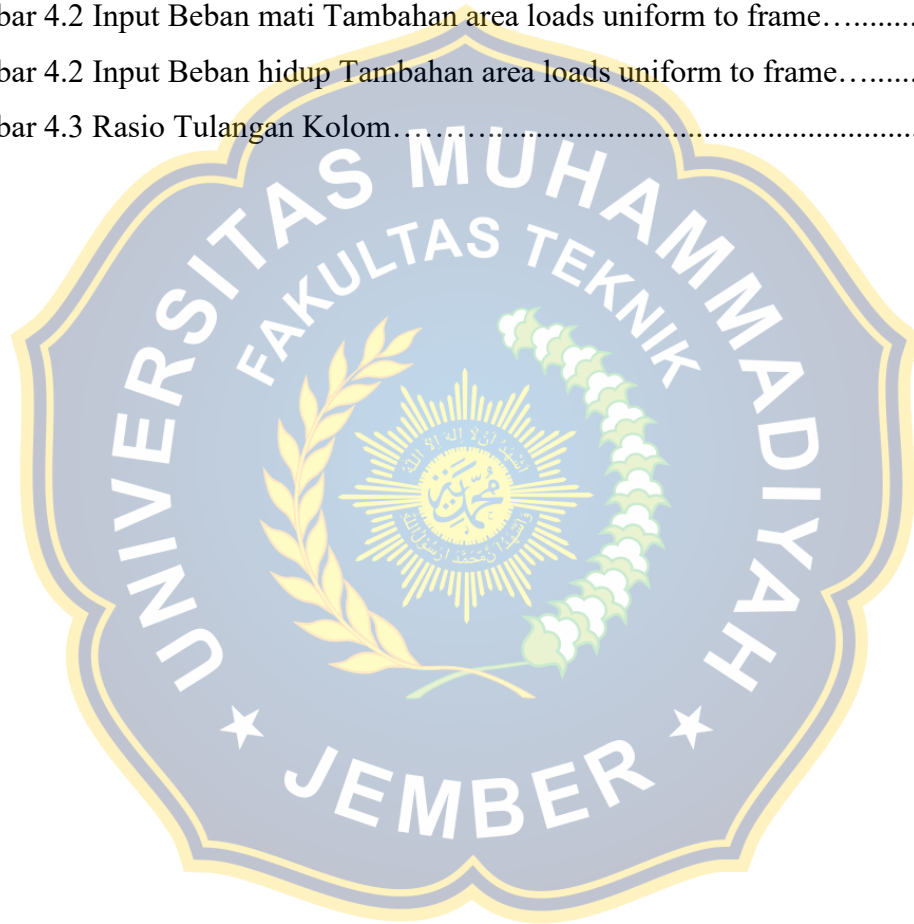 bar 4.2 Input Beban mati Tambahan area loads uniform to frame….........
bar 4.2 Input Beban hidup Tambahan area loads uniform to frame….......
bar 4.3 Rasio Tulangan Kolom…………..................................................................
UNIVERSITAS MUHAMMADIYAH
FAKULTAS TEKNIK
محمد
JEMBER